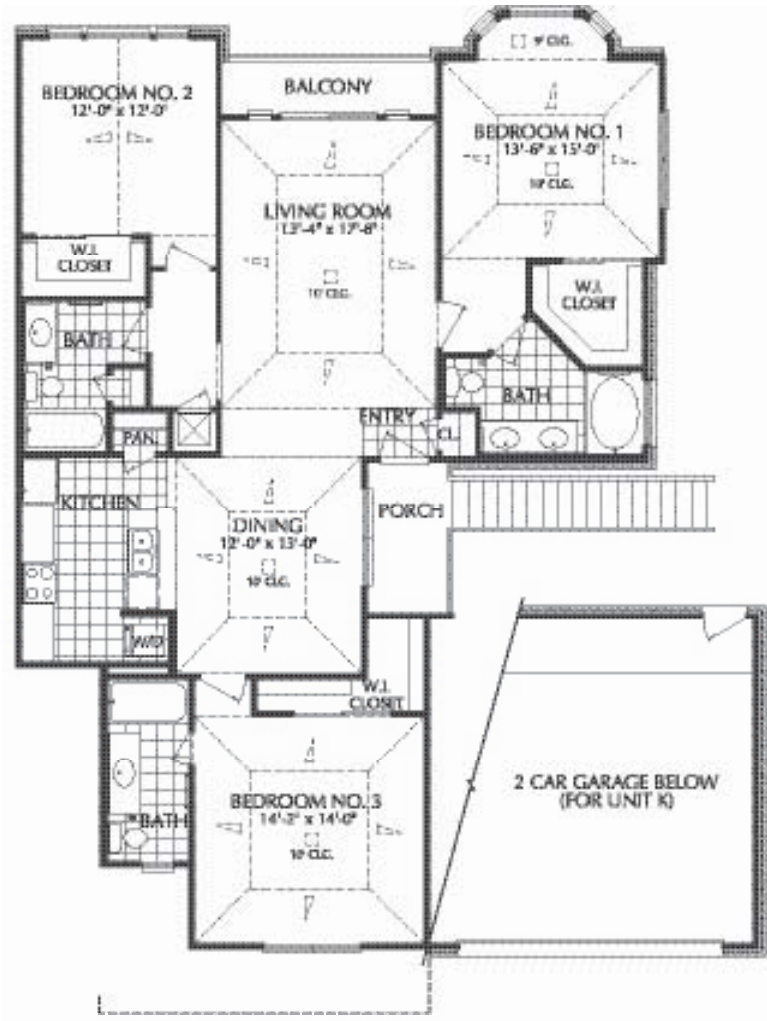 9' CLG.
BALCONY
BEDROOM NO. 2
12'-0" x 12'-0"
BEDROOM NO. 1
13'-6" x 15'-0"
10' CLG.
LIVING ROOM
13'-4" x 17'-8"
10' CLG.
W.I.
CLOSET
W.I.
CLOSET
BATH
BATH
ENTRY
CL.
PAN.
KITCHEN
PORCH
DINING
12'-0" x 13'-0"
10' CLG.
W/D
W.I.
CLOSET
2 CAR GARAGE BELOW
(FOR UNIT K)
BEDROOM NO. 3
14'-2" x 14'-0"
BATH
10' CLG.